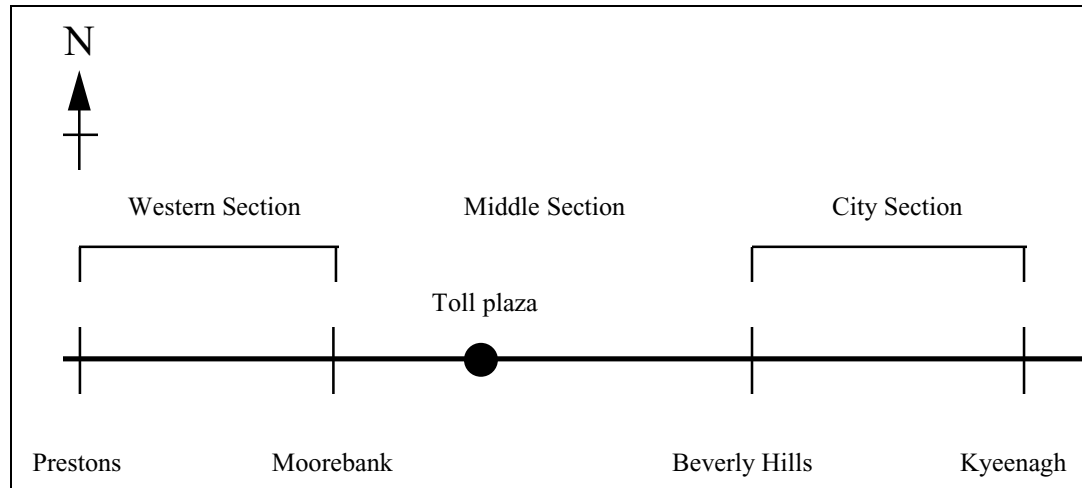 N
Western Section Middle Section City Section
Toll plaza
Prestons Moorebank Beverly Hills Kyeenagh